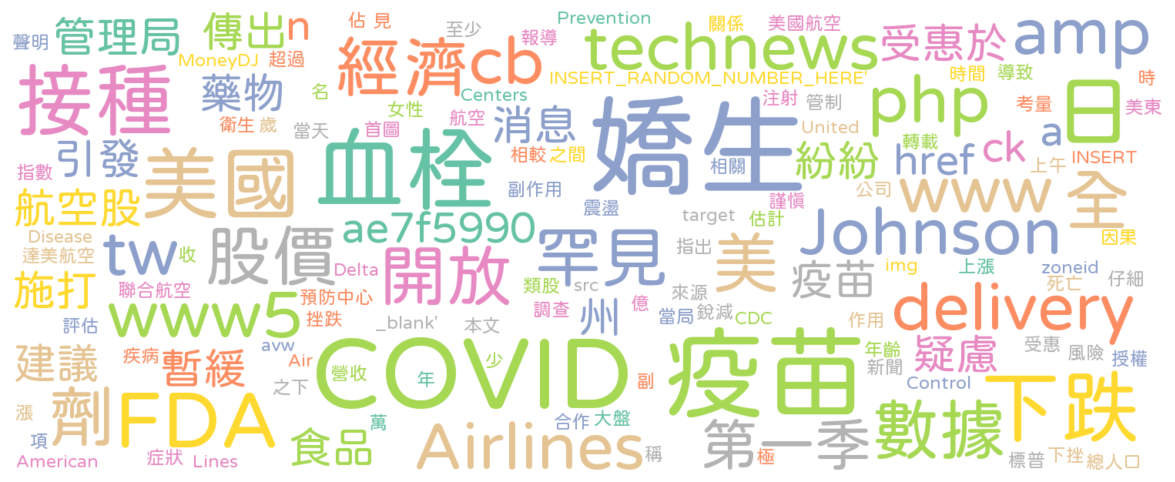 聲明
管理局
傳出
n
佔
見
至少
Prevention
關係
美國航空
受惠於
amp
MoneyDJ
超過
經濟
cb
報導
technews
INSERT_RANDOM_NUMBER_HERE'
時間
導致
時
接種
藥物
名
女性
Centers
嬌生
注射
管制
php
考量
美東
日
衛生
歲
當天
首圖
航空
消息
United
轉載
a
INSERT
引發
指數
美國
血栓
相較
之間
相關
紛紛
href
ck
上午
副作用
謹慎
公司
www
全
航空股
ae7f5990
震盪
target
估計
Johnson
Disease
達美航空
tw
收
股價
Delta
開放
罕見
指出
美
因果
img
上漲
zoneid
死亡
仔細
施打
聯合航空
預防中心
類股
src
來源
疫苗
www5
挫跌
_blank'
本文
調查
億
州
當局
銳減
CDC
作用
delivery
評估
avw
COVID
疫苗
年齡
疑慮
受惠
風險
授權
建議
疾病
暫緩
Air
營收
少
新聞
Control
下跌
之下
年
副
漲
劑
FDA
萬
合作
大盤
數據
項
食品
Airlines
稱
第一季
極
標普
下挫
總人口
American
症狀
Lines